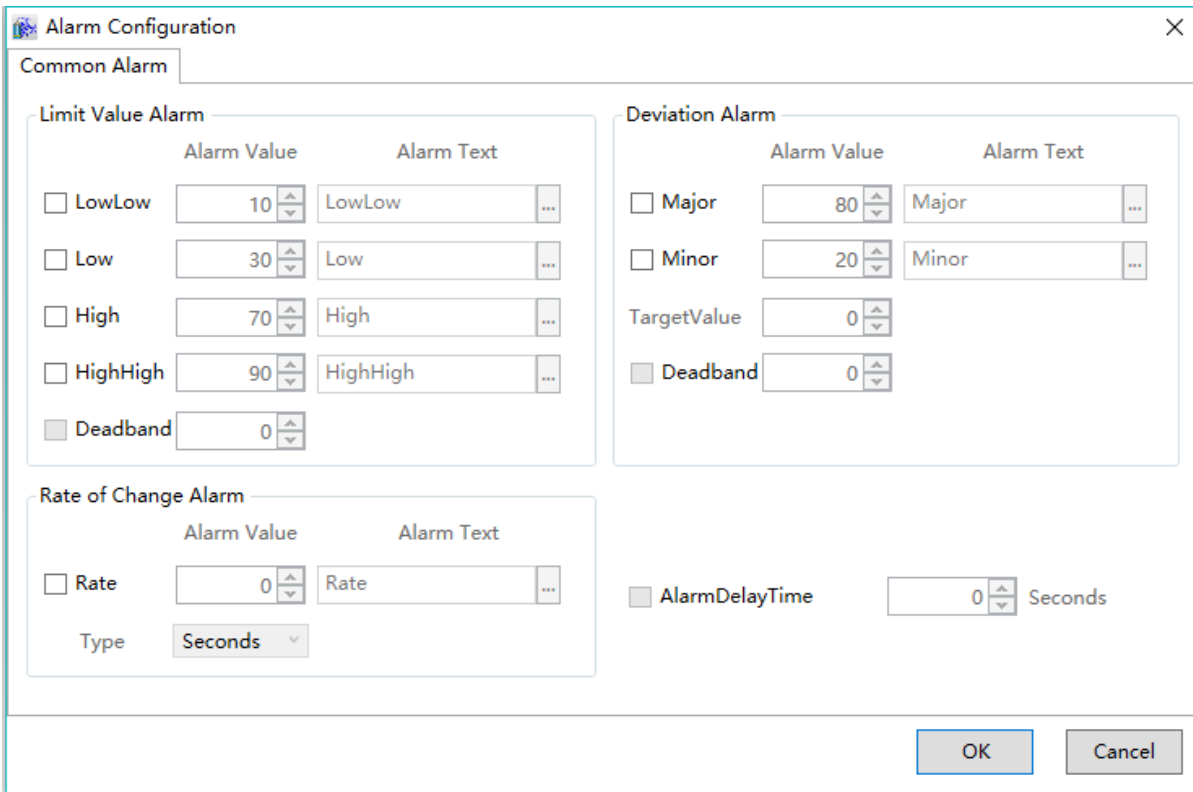 Alarm Configuration
Common Alarm
Limit Value Alarm
Alarm Value Alarm Text
LowLow 10 LowLow ...
Low 30 Low ...
High 70 High ...
HighHigh 90 HighHigh ...
Deadband 0
Deviation Alarm
Alarm Value Alarm Text
Major 80 Major ...
Minor 20 Minor ...
TargetValue 0
Deadband 0
Rate of Change Alarm
Alarm Value Alarm Text
Rate 0 Rate ...
Type Seconds
AlarmDelayTime 0 Seconds
OK Cancel